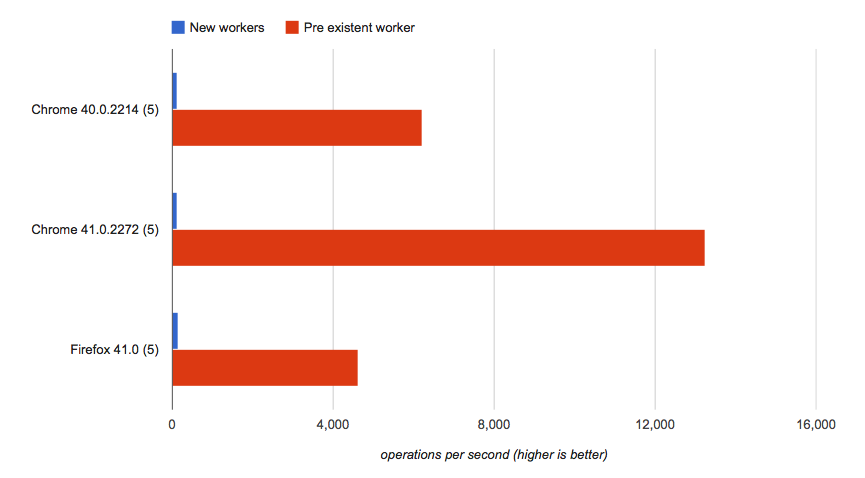 New workers Pre existent worker
Chrome 40.0.2214 (5)
Chrome 41.0.2272 (5)
Firefox 41.0 (5)
0 4,000 8,000 12,000 16,000
operations per second (higher is better)